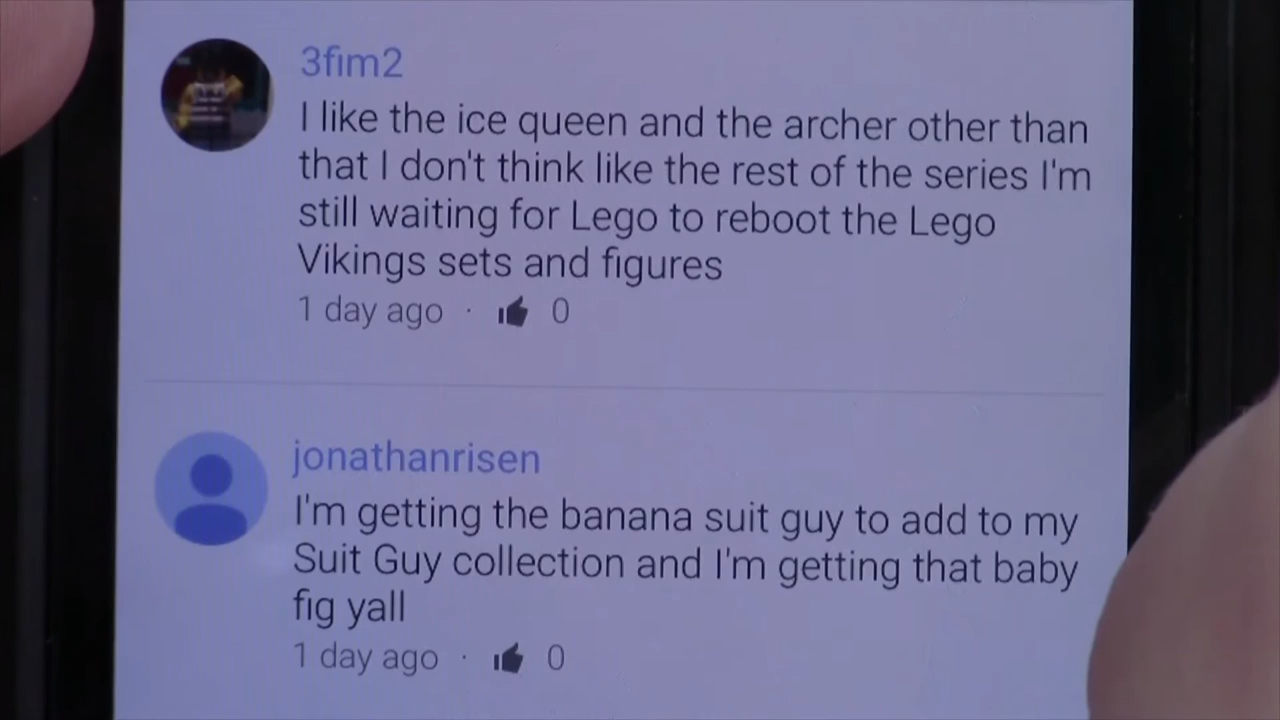 3fim2
I like the ice queen and the archer other than
that I don't think like the rest of the series I'm
still waiting for Lego to reboot the Lego
Vikings sets and figures
1 day ago · 0
jonathanrisen
I'm getting the banana suit guy to add to my
Suit Guy collection and I'm getting that baby
fig yall
1 day ago · 0